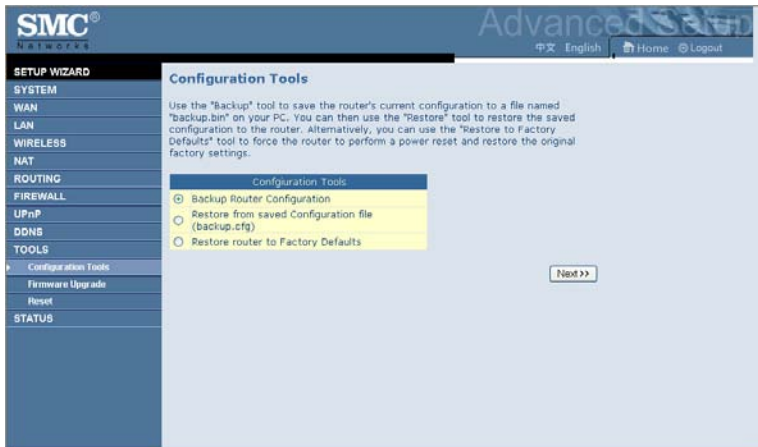 SMC®
Networks
Advanced Setup
中文 English Home Logout
SETUP WIZARD
SYSTEM
WAN
LAN
WIRELESS
NAT
ROUTING
FIREWALL
UPnP
DDNS
TOOLS
Configuration Tools
Firmware Upgrade
Reset
STATUS
Configuration Tools
Use the "Backup" tool to save the router's current configuration to a file named
"backup.bin" on your PC. You can then use the "Restore" tool to restore the saved
configuration to the router. Alternatively, you can use the "Restore to Factory
Defaults" tool to force the router to perform a power reset and restore the original
factory settings.
Confgiuration Tools
Backup Router Configuration
Restore from saved Configuration file
(backup.cfg)
Restore router to Factory Defaults
Next >>